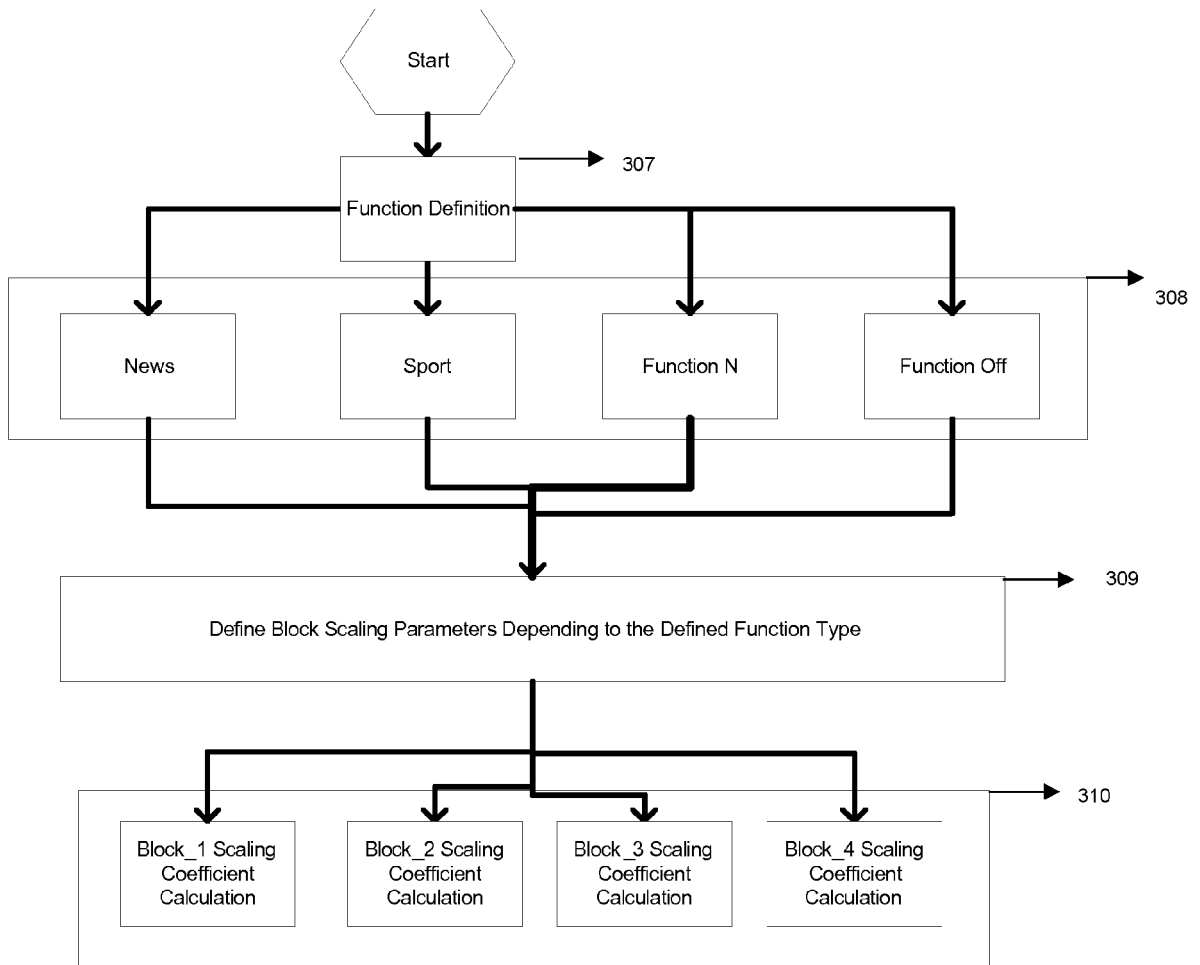 Start
307
Function Definition
308
News
Sport
Function N
Function Off
309
Define Block Scaling Parameters Depending to the Defined Function Type
310
Block_1 Scaling
Coefficient
Calculation
Block_2 Scaling
Coefficient
Calculation
Block_3 Scaling
Coefficient
Calculation
Block_4 Scaling
Coefficient
Calculation